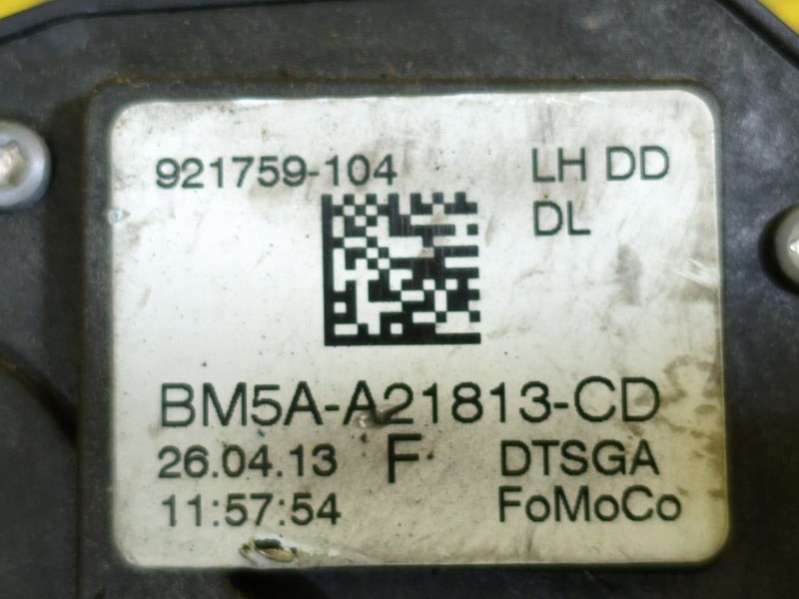 921759-104 LH DD
DL
BM5A-A21813-CD
26.04.13 F DTSGA
11:57:54 FoMoCo